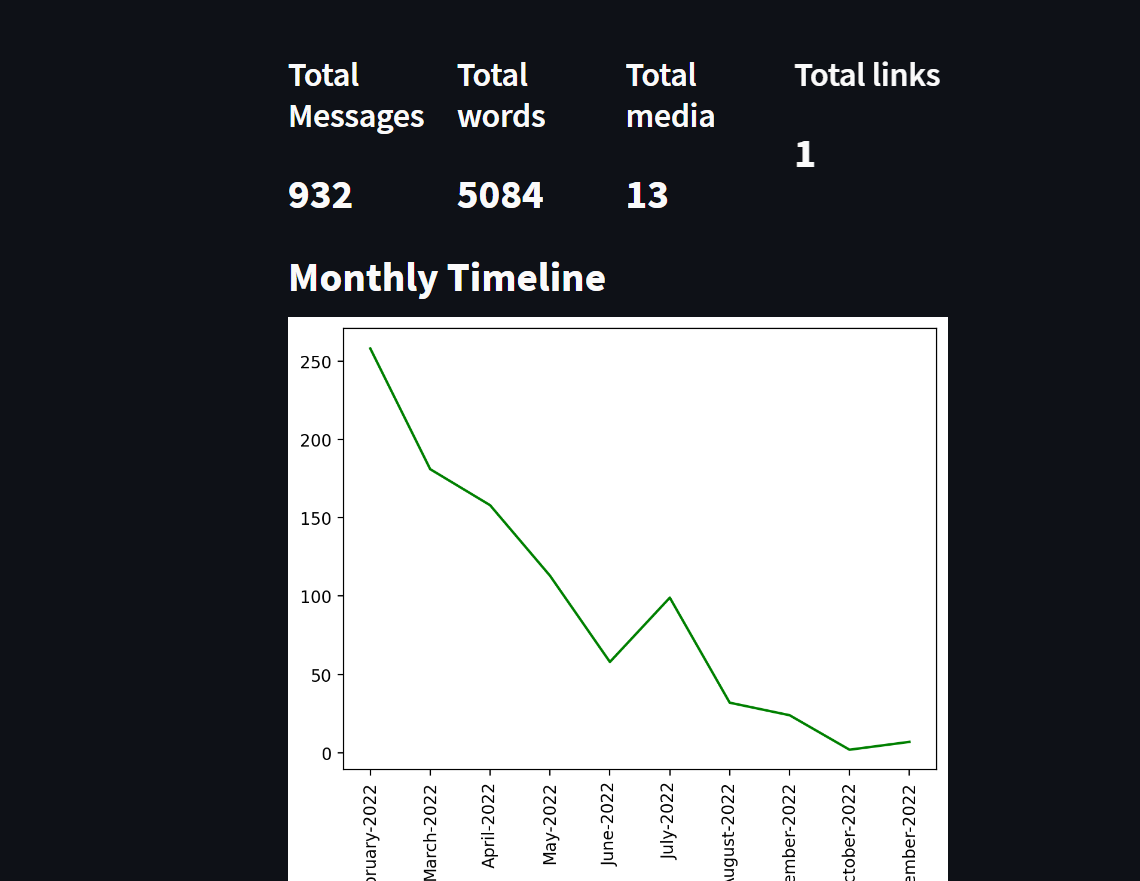 Total
Messages
932
Total
words
5084
Total
media
13
Total links
1
Monthly Timeline
250
200
150
100
50
0
bruary-2022
March-2022
April-2022
May-2022
June-2022
July-2022
ugust-2022
ember-2022
ctober-2022
ember-2022